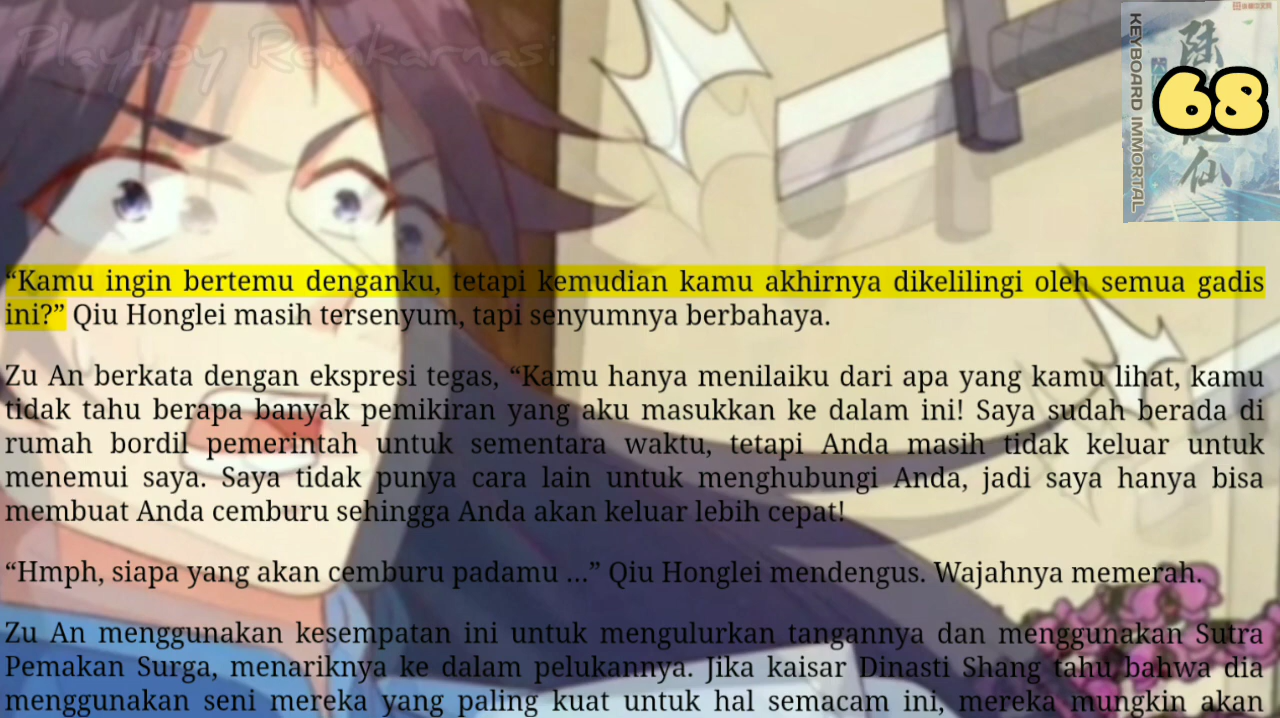 Playboy Reinkarnasi
KEYBOARD IMMORTAL
68
“Kamu ingin bertemu denganku, tetapi kemudian kamu akhirnya dikelilingi oleh semua gadis
ini?” Qiu Honglei masih tersenyum, tapi senyumnya berbahaya.
Zu An berkata dengan ekspresi tegas, “Kamu hanya menilaiku dari apa yang kamu lihat, kamu
tidak tahu berapa banyak pemikiran yang aku masukkan ke dalam ini! Saya sudah berada di
rumah bordil pemerintah untuk sementara waktu, tetapi Anda masih tidak keluar untuk
menemui saya. Saya tidak punya cara lain untuk menghubungi Anda, jadi saya hanya bisa
membuat Anda cemburu sehingga Anda akan keluar lebih cepat!
“Hmph, siapa yang akan cemburu padamu ...” Qiu Honglei mendengus. Wajahnya memerah.
Zu An menggunakan kesempatan ini untuk mengulurkan tangannya dan menggunakan Sutra
Pemakan Surga, menariknya ke dalam pelukannya. Jika kaisar Dinasti Shang tahu bahwa dia
menggunakan seni mereka yang paling kuat untuk hal semacam ini, mereka mungkin akan